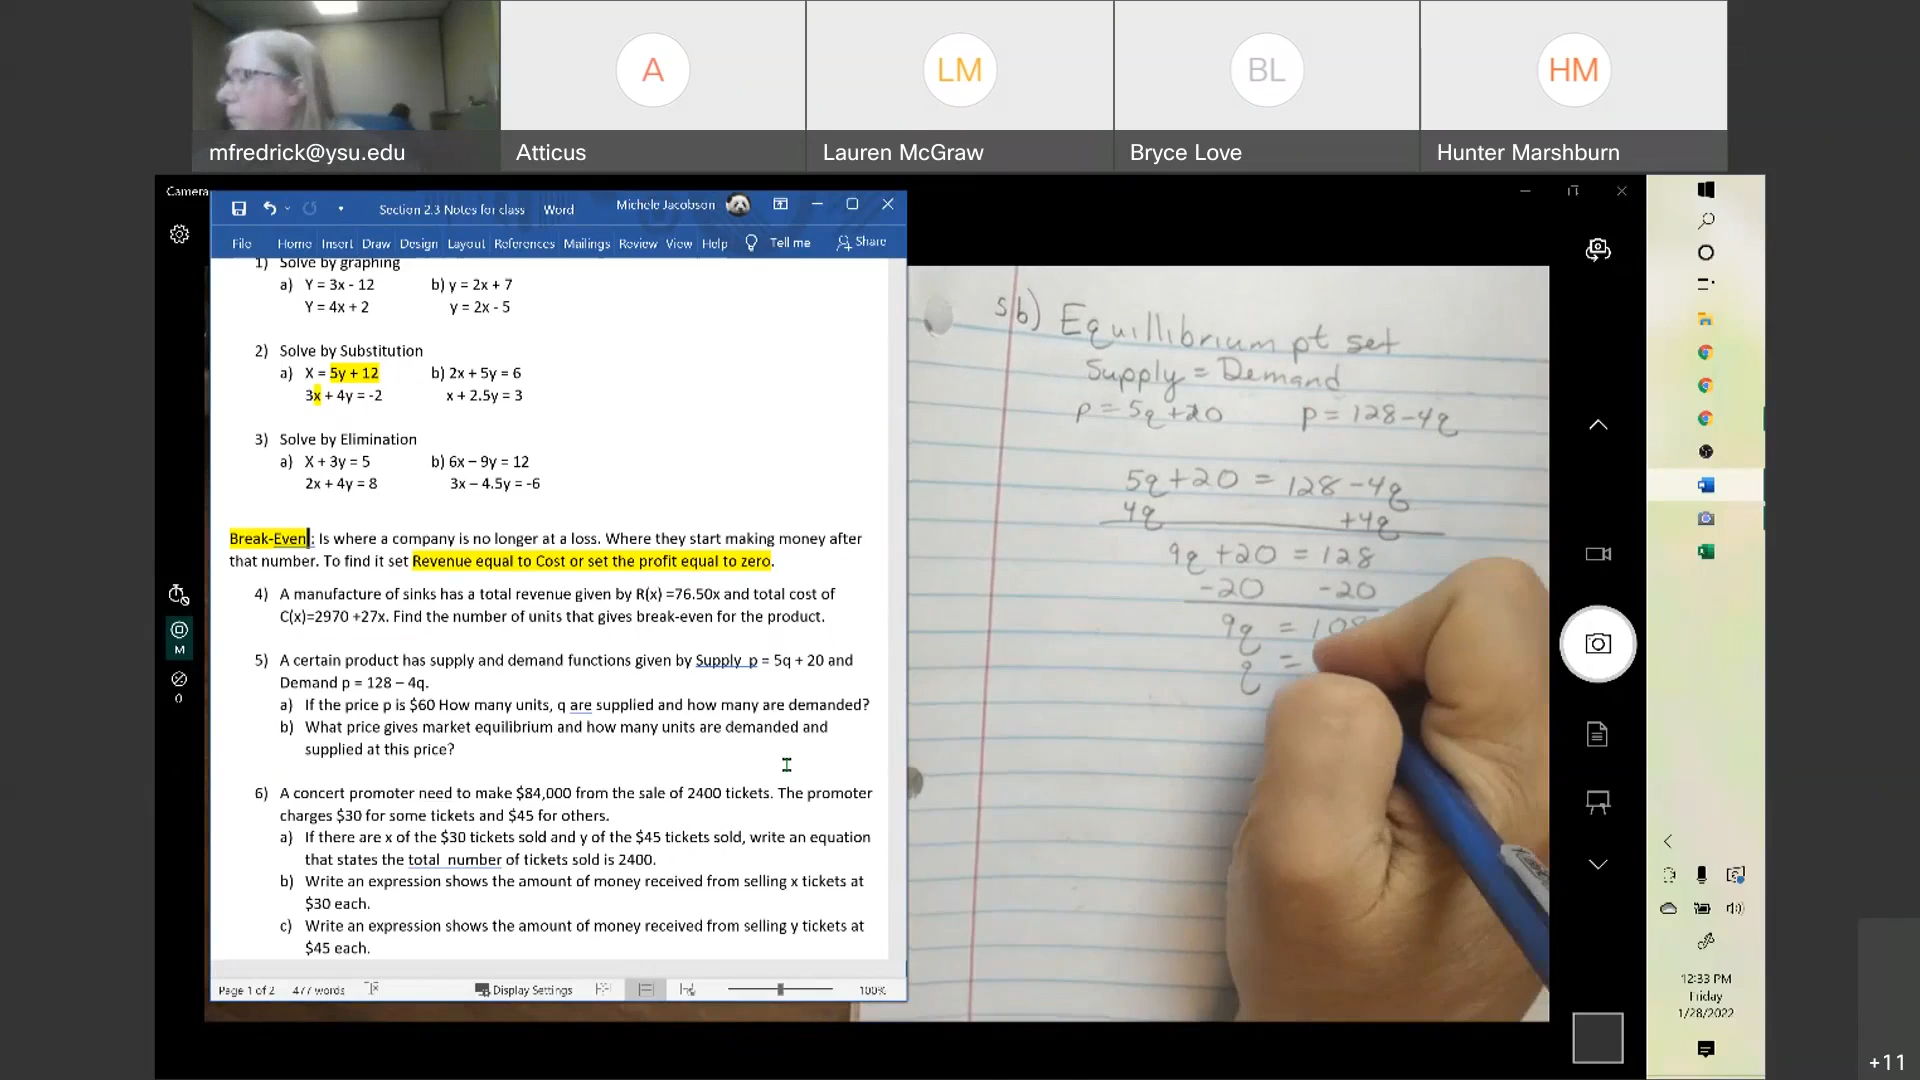 A
LM
BL
HM
mfredrick@ysu.edu
Atticus
Lauren McGraw
Bryce Love
Hunter Marshburn
Camera
Section 2.3 Notes for class Word
Michele Jacobson
File Home Insert Draw Design Layout References Mailings Review View Help Tell me Share
1) Solve by graphing
a) Y = 3x - 12 b) y = 2x + 7
Y = 4x + 2 y = 2x - 5
2) Solve by Substitution
a) X = 5y + 12 b) 2x + 5y = 6
3x + 4y = -2 x + 2.5y = 3
3) Solve by Elimination
a) X + 3y = 5 b) 6x – 9y = 12
2x + 4y = 8 3x – 4.5y = -6
Break-Even: Is where a company is no longer at a loss. Where they start making money after
that number. To find it set Revenue equal to Cost or set the profit equal to zero.
4) A manufacture of sinks has a total revenue given by R(x) =76.50x and total cost of
C(x)=2970 +27x. Find the number of units that gives break-even for the product.
5) A certain product has supply and demand functions given by Supply p = 5q + 20 and
Demand p = 128 – 4q.
a) If the price p is $60 How many units, q are supplied and how many are demanded?
b) What price gives market equilibrium and how many units are demanded and
supplied at this price?
6) A concert promoter need to make $84,000 from the sale of 2400 tickets. The promoter
charges $30 for some tickets and $45 for others.
a) If there are x of the $30 tickets sold and y of the $45 tickets sold, write an equation
that states the total number of tickets sold is 2400.
b) Write an expression shows the amount of money received from selling x tickets at
$30 each.
c) Write an expression shows the amount of money received from selling y tickets at
$45 each.
Page 1 of 2 477 words Display Settings 100%
M
0
5b) Equillibrium pt set
Supply = Demand
p = 5q +20 p = 128-4q
5q+20 = 128-4q
4q +4q
9q +20 = 128
-20 -20
9q = 108
q =
12:33 PM
Friday
1/28/2022
+11